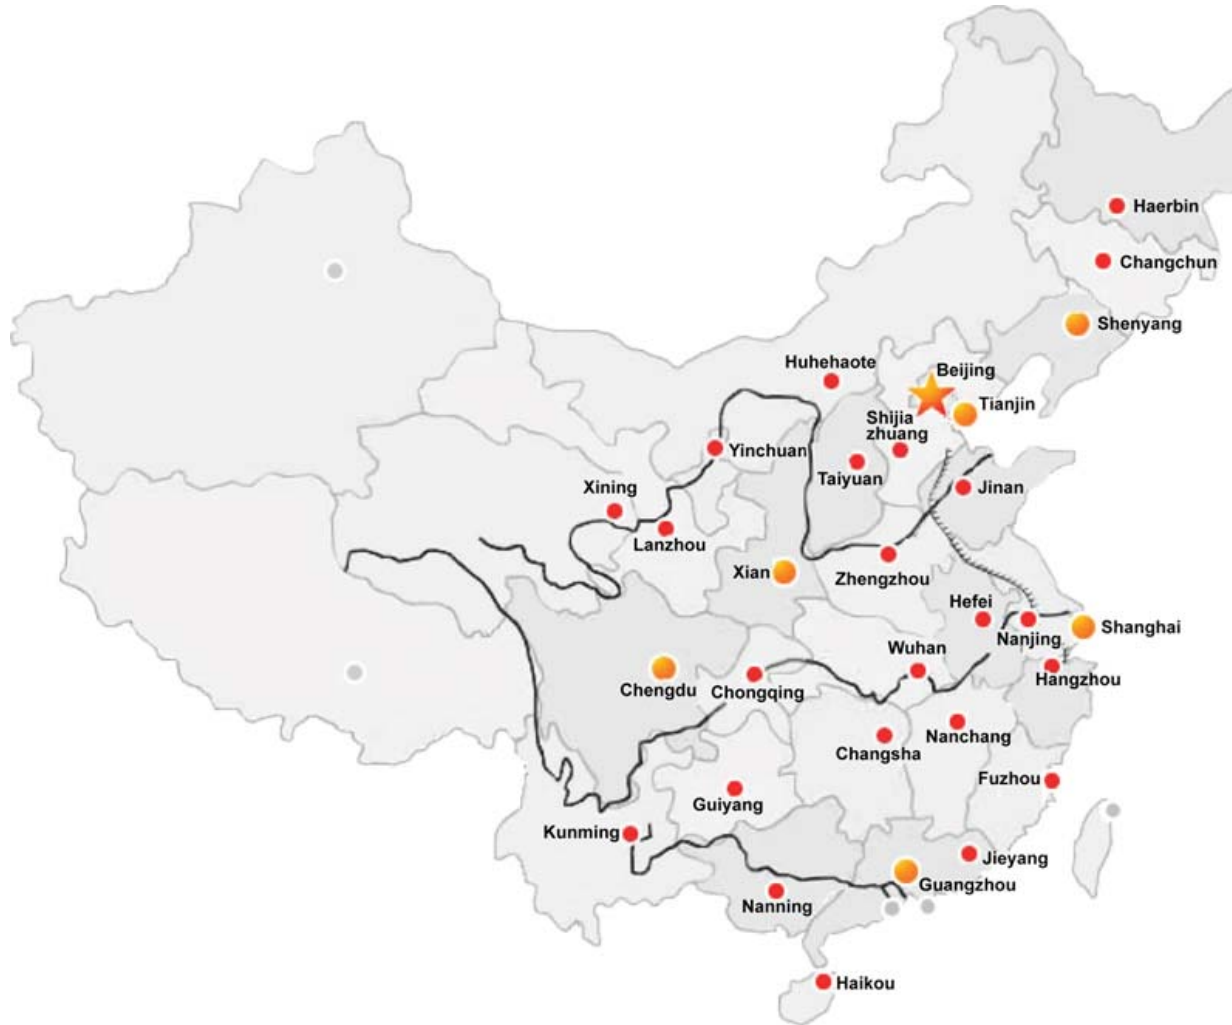 Haerbin
Changchun
Shenyang
Huhehaote
Beijing
Tianjin
Shijia
zhuang
Yinchuan
Taiyuan
Xining
Jinan
Lanzhou
Xian
Zhengzhou
Hefei
Nanjing
Shanghai
Wuhan
Hangzhou
Chengdu
Chongqing
Nanchang
Changsha
Fuzhou
Guiyang
Kunming
Jieyang
Guangzhou
Nanning
Haikou